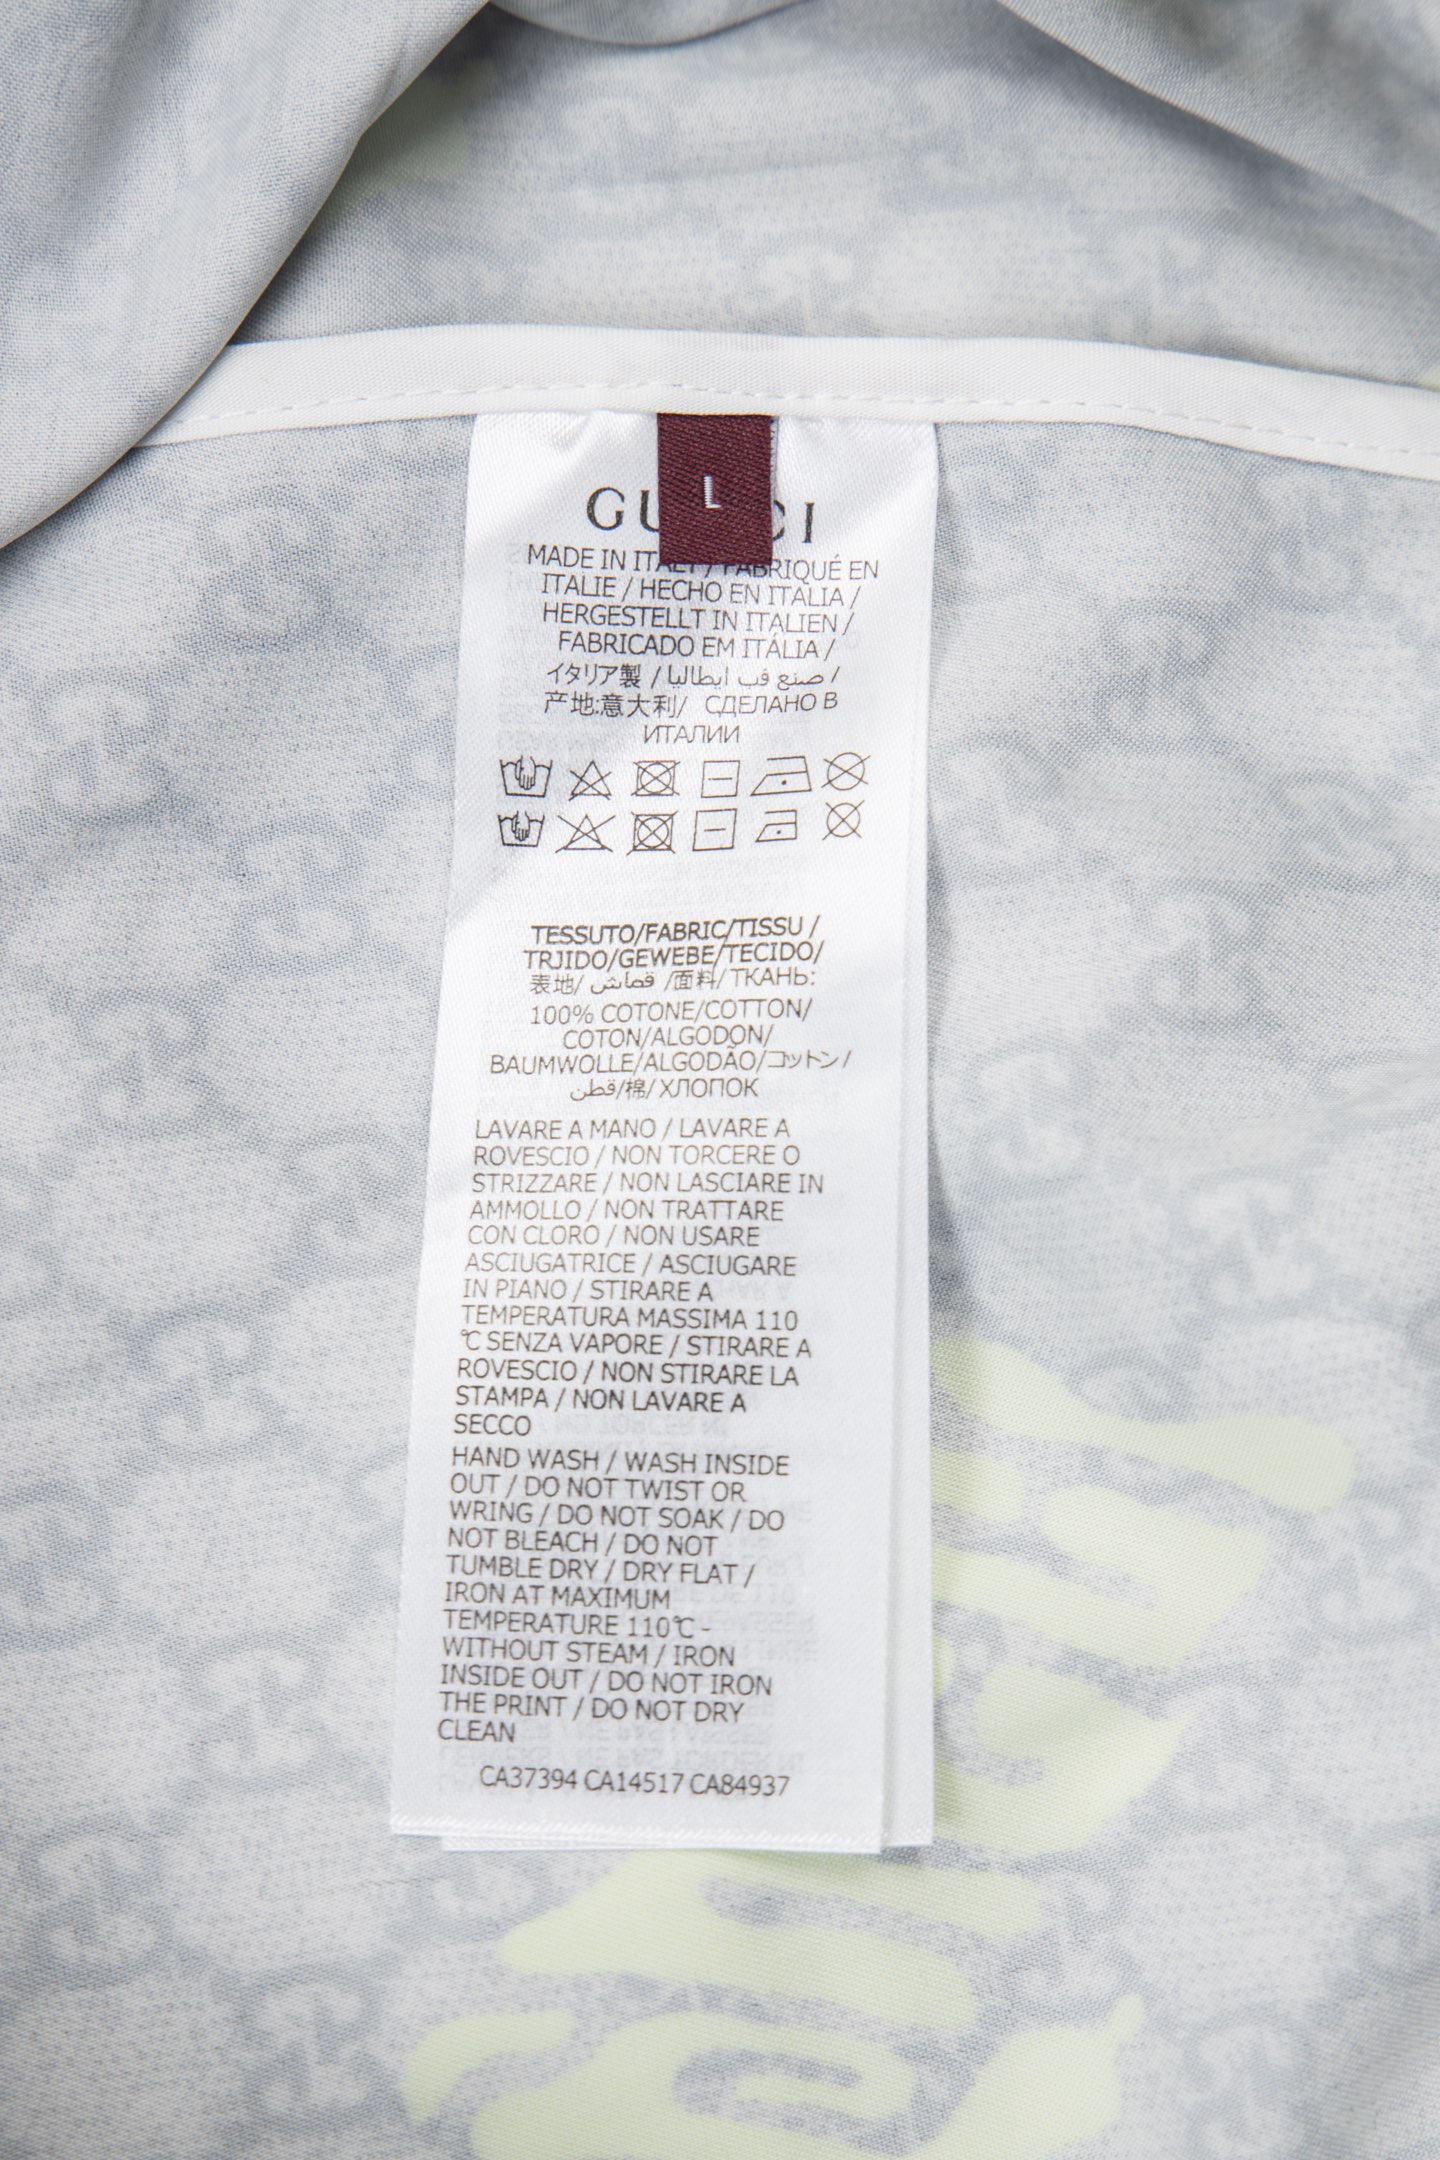 L
GUCCI
MADE IN ITALY / FABRIQUÉ EN
ITALIE / HECHO EN ITALIA /
HERGESTELLT IN ITALIEN /
FABRICADO EM ITÁLIA /
イタリア製 / صنع في ايطاليا /
产地:意大利/ СДЕЛАНО В
ИТАЛИИ
TESSUTO/FABRIC/TISSU /
TRJIDO/GEWEBE/TECIDO/
表地/ قماش /面料/ ТКАНЬ:
100% COTONE/COTTON/
COTON/ALGODON/
BAUMWOLLE/ALGODÃO/コットン/
قطن/棉/ ХЛОПОК
LAVARE A MANO / LAVARE A
ROVESCIO / NON TORCERE O
STRIZZARE / NON LASCIARE IN
AMMOLLO / NON TRATTARE
CON CLORO / NON USARE
ASCIUGATRICE / ASCIUGARE
IN PIANO / STIRARE A
TEMPERATURA MASSIMA 110
℃ SENZA VAPORE / STIRARE A
ROVESCIO / NON STIRARE LA
STAMPA / NON LAVARE A
SECCO
HAND WASH / WASH INSIDE
OUT / DO NOT TWIST OR
WRING / DO NOT SOAK / DO
NOT BLEACH / DO NOT
TUMBLE DRY / DRY FLAT /
IRON AT MAXIMUM
TEMPERATURE 110℃ -
WITHOUT STEAM / IRON
INSIDE OUT / DO NOT IRON
THE PRINT / DO NOT DRY
CLEAN
CA37394 CA14517 CA84937